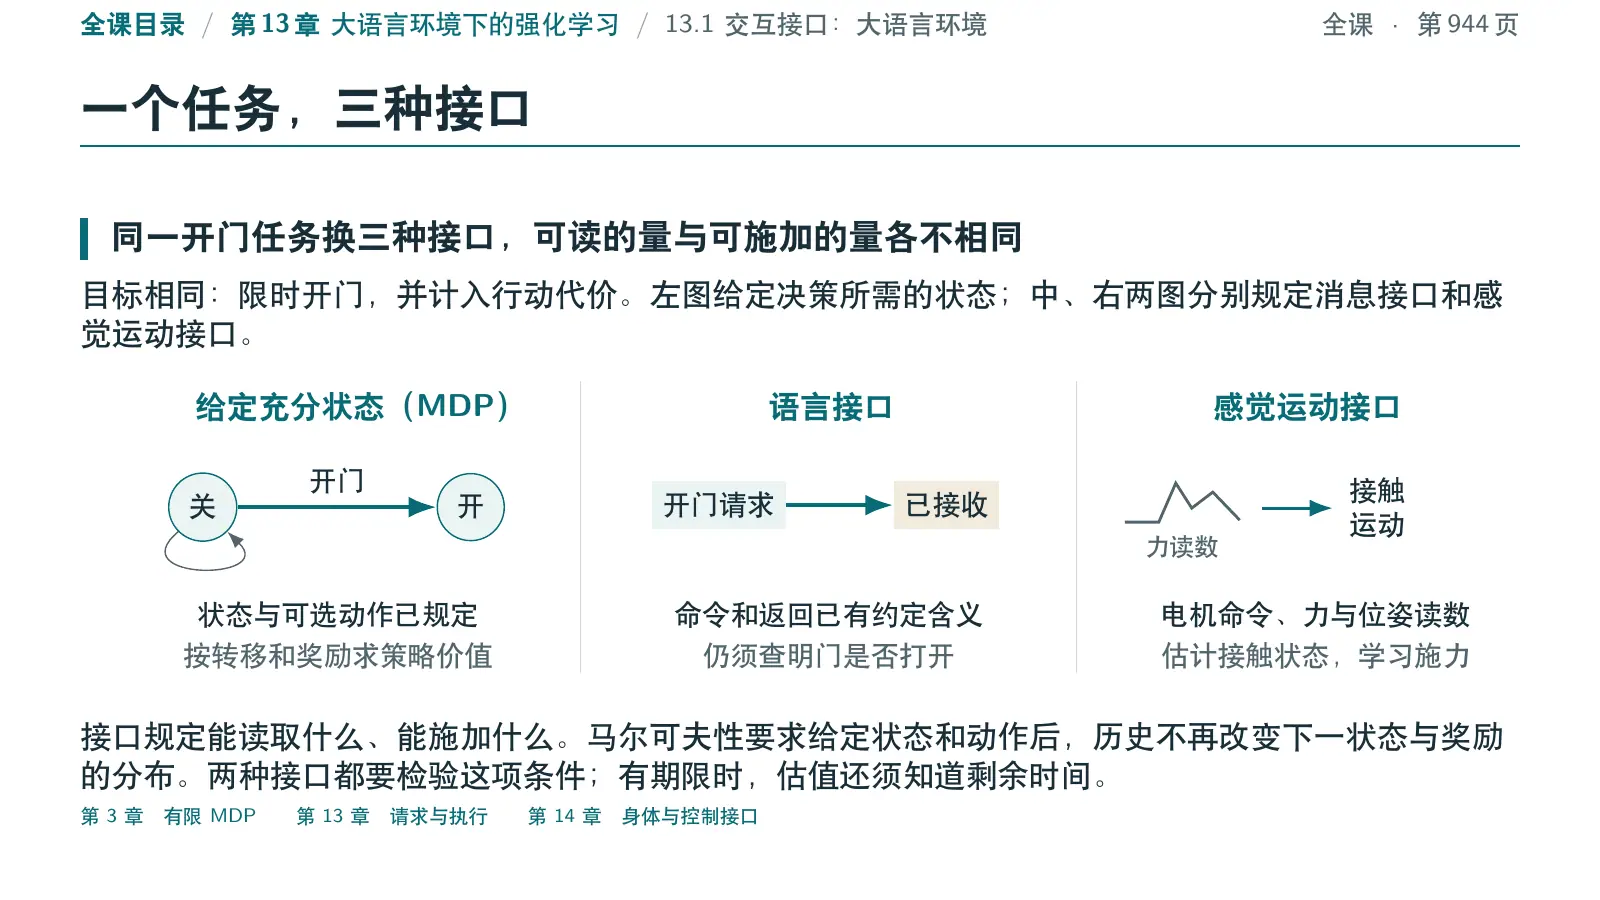 全课目录 / 第 13 章 大语言环境下的强化学习 / 13.1 交互接口：大语言环境
全课 · 第 944 页
一个任务，三种接口
同一开门任务换三种接口，可读的量与可施加的量各不相同
目标相同：限时开门，并计入行动代价。左图给定决策所需的状态；中、右两图分别规定消息接口和感
觉运动接口。
给定充分状态（MDP）
关
开门
开
状态与可选动作已规定
按转移和奖励求策略价值
语言接口
开门请求
已接收
命令和返回已有约定含义
仍须查明门是否打开
感觉运动接口
力读数
接触
运动
电机命令、力与位姿读数
估计接触状态，学习施力
接口规定能读取什么、能施加什么。马尔可夫性要求给定状态和动作后，历史不再改变下一状态与奖励
的分布。两种接口都要检验这项条件；有期限时，估值还须知道剩余时间。
第 3 章 有限 MDP 第 13 章 请求与执行 第 14 章 身体与控制接口